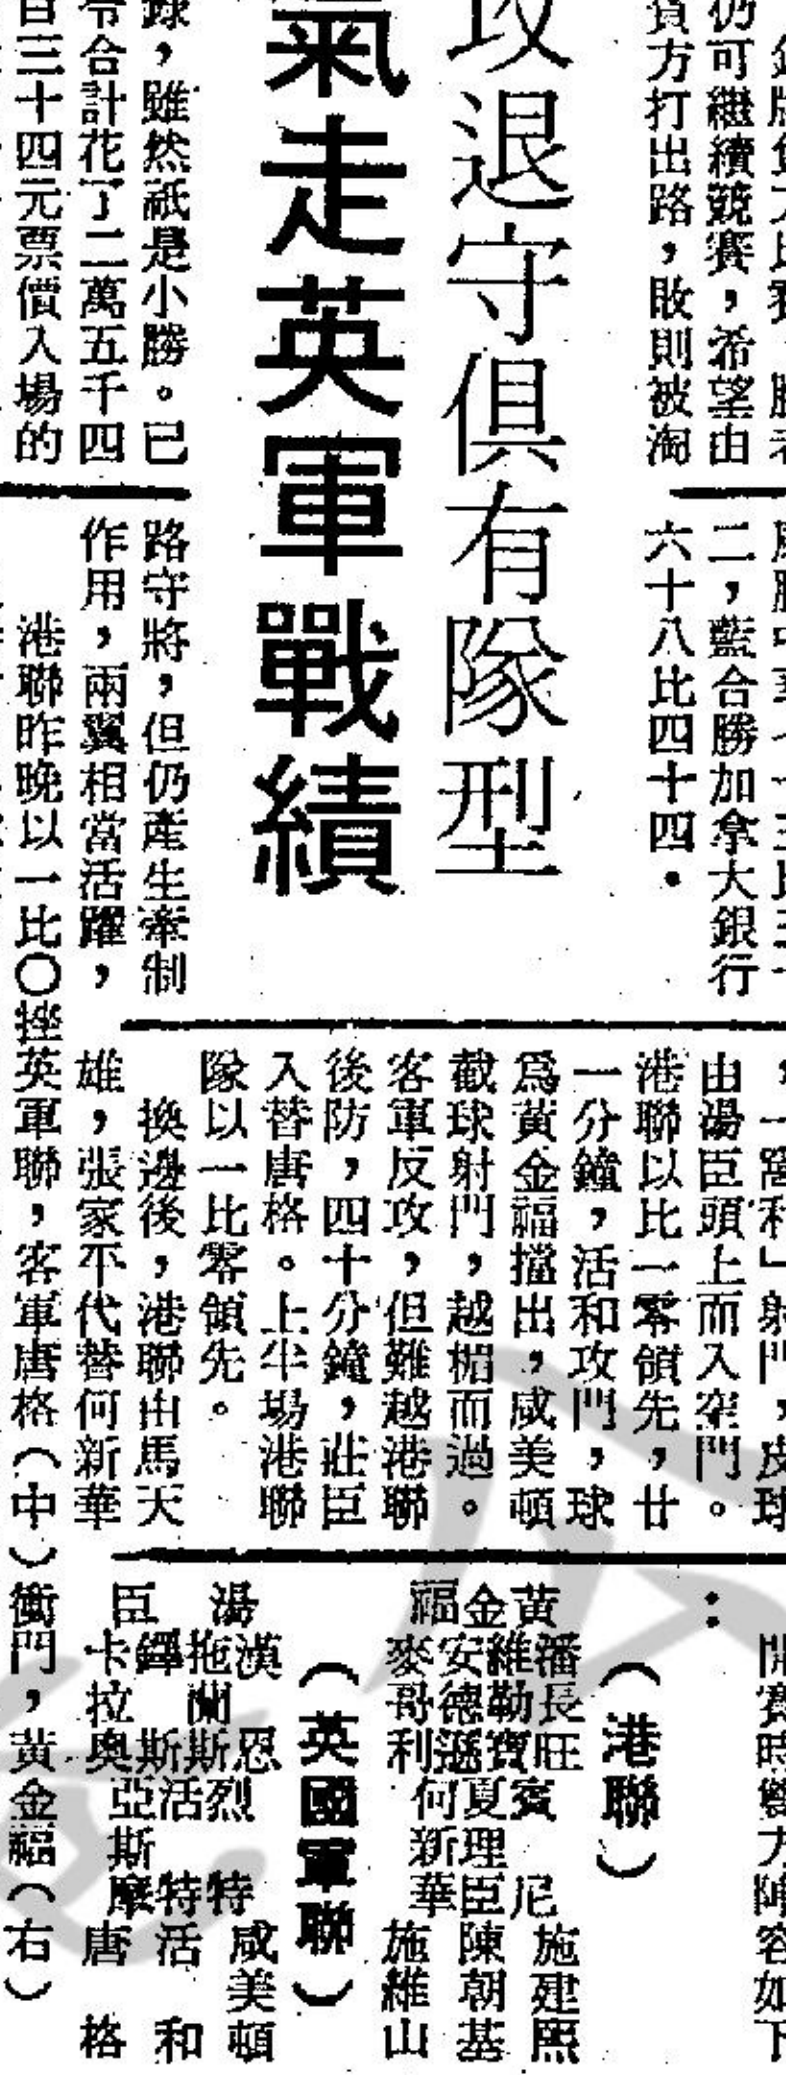 仍可繼續競賽，希望由
負方打出路，敗則被淘
二，藍合勝加拿大銀行
六十八比四十四。
攻退守俱有隊型
氣走英軍戰績
錄，雖然祇是小勝。已
令合計花了二萬五千四
百三十四元票價入場的
路守將，但仍產生牽制
作用，兩翼相當活躍，
由湯臣頭上而入空門。
港聯以比一零領先，廿
一分鐘，活和攻門，球
爲黃金福擋出，咸美頓
截球射門，越楣而過。
客軍反攻，但難越港聯
後防，四十分鐘，莊臣
入替唐格。上半場港聯
隊以一比零領先。
換邊後，港聯由馬天
雄，張家平代替何新華
開賽時雙方陣容如下
：
（港聯）
黃 潘長旺 尼 施建熙
金 維勒寶賓
安德遜 夏理臣 陳朝基
福 麥哥利 何新華 施維山
（英國軍聯）
湯 漢 恩烈 特 咸美頓
拖蘭斯
臣 鐸 斯活 特 活和
卡拉奧 亞斯 摩 唐格
港聯昨晚以一比〇挫英軍聯，客軍唐格（中）衝門，黃金福（右）